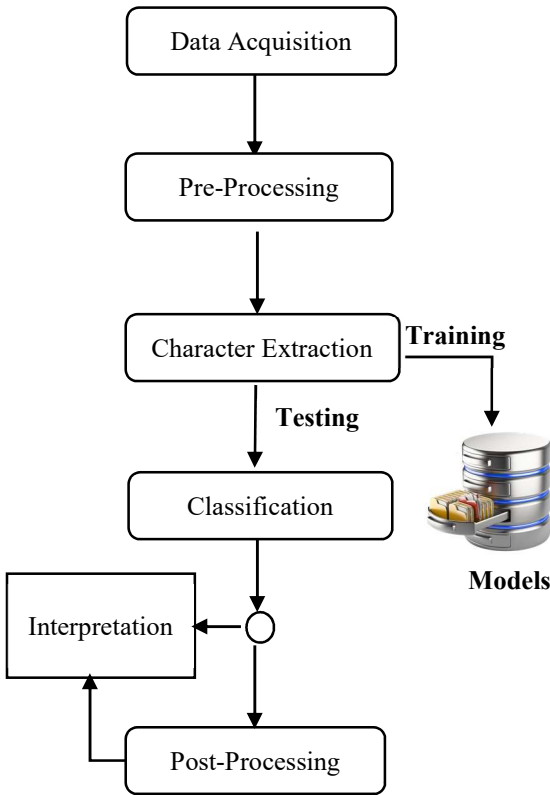 Data Acquisition
Pre-Processing
Character Extraction
Training
Testing
Classification
Models
Interpretation
Post-Processing